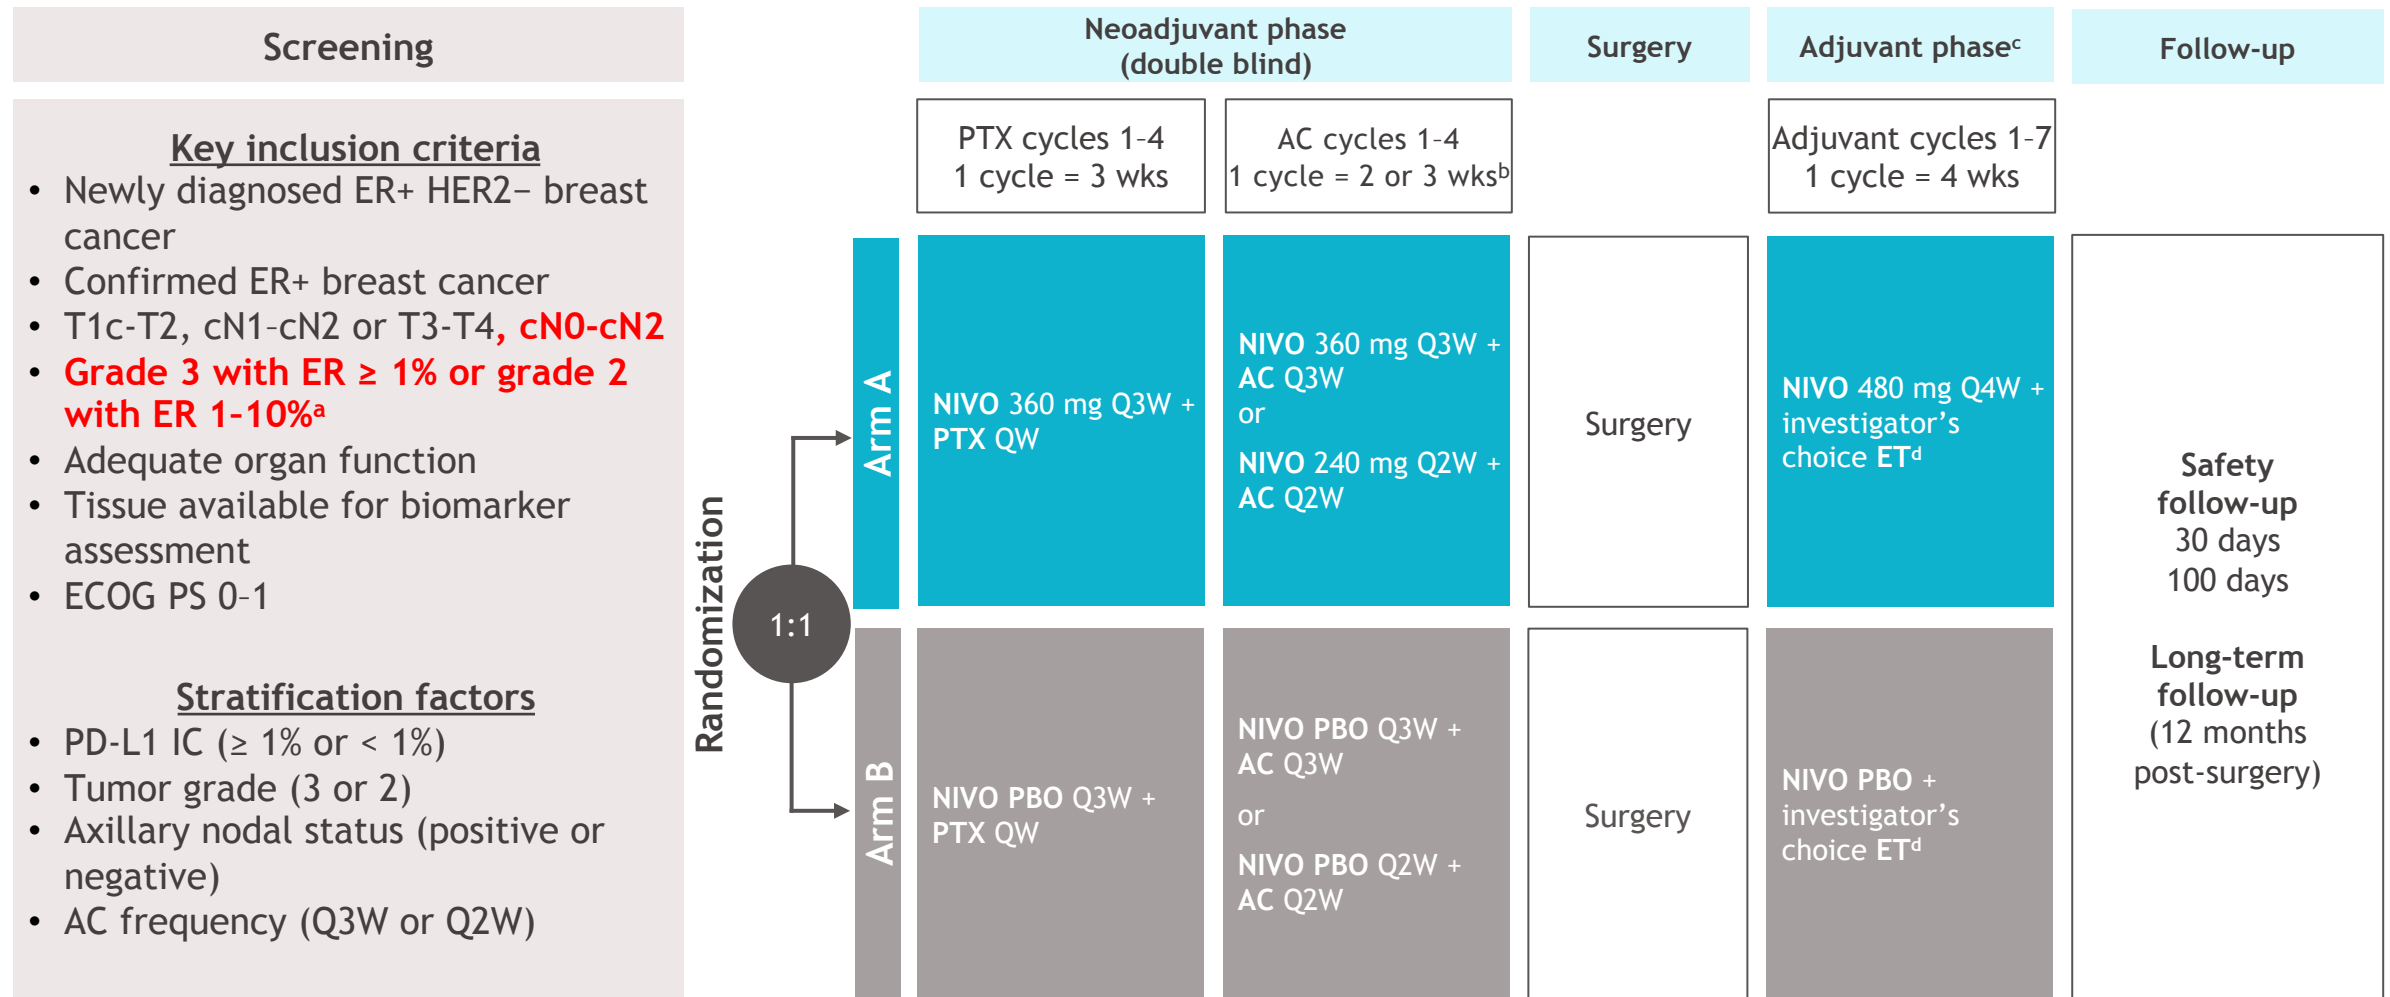 Screening
Key inclusion criteria
• Newly diagnosed ER+ HER2− breast
cancer
• Confirmed ER+ breast cancer
• T1c-T2, cN1–cN2 or T3-T4, cN0-cN2
• Grade 3 with ER ≥ 1% or grade 2
with ER 1–10%ᵃ
• Adequate organ function
• Tissue available for biomarker
assessment
• ECOG PS 0–1
Stratification factors
• PD-L1 IC (≥ 1% or < 1%)
• Tumor grade (3 or 2)
• Axillary nodal status (positive or
negative)
• AC frequency (Q3W or Q2W)
Randomization
1:1
Neoadjuvant phase
(double blind)
Surgery
Adjuvant phaseᶜ
Follow-up
PTX cycles 1–4
1 cycle = 3 wks
AC cycles 1–4
1 cycle = 2 or 3 wksᵇ
Adjuvant cycles 1–7
1 cycle = 4 wks
Arm A
NIVO 360 mg Q3W +
PTX QW
NIVO 360 mg Q3W +
AC Q3W
or
NIVO 240 mg Q2W +
AC Q2W
Surgery
NIVO 480 mg Q4W +
investigator’s
choice ETᵈ
Arm B
NIVO PBO Q3W +
PTX QW
NIVO PBO Q3W +
AC Q3W
or
NIVO PBO Q2W +
AC Q2W
Surgery
NIVO PBO +
investigator’s
choice ETᵈ
Safety
follow-up
30 days
100 days
Long-term
follow-up
(12 months
post-surgery)